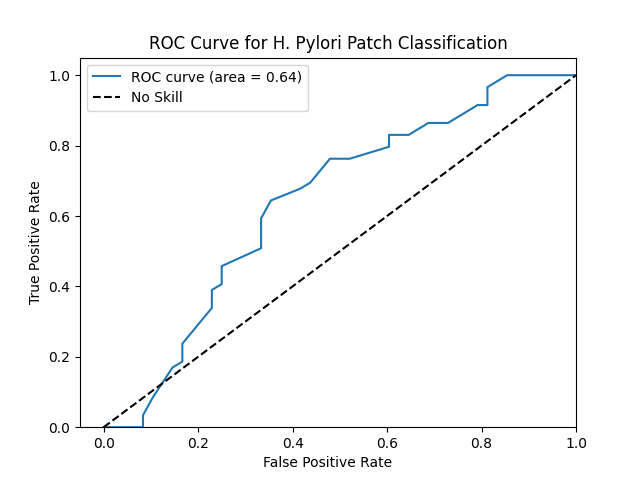 ROC Curve for H. Pylori Patch Classification
ROC curve (area = 0.64)
No Skill
1.0
0.8
0.6
0.4
0.2
0.0
True Positive Rate
0.0 0.2 0.4 0.6 0.8 1.0
False Positive Rate